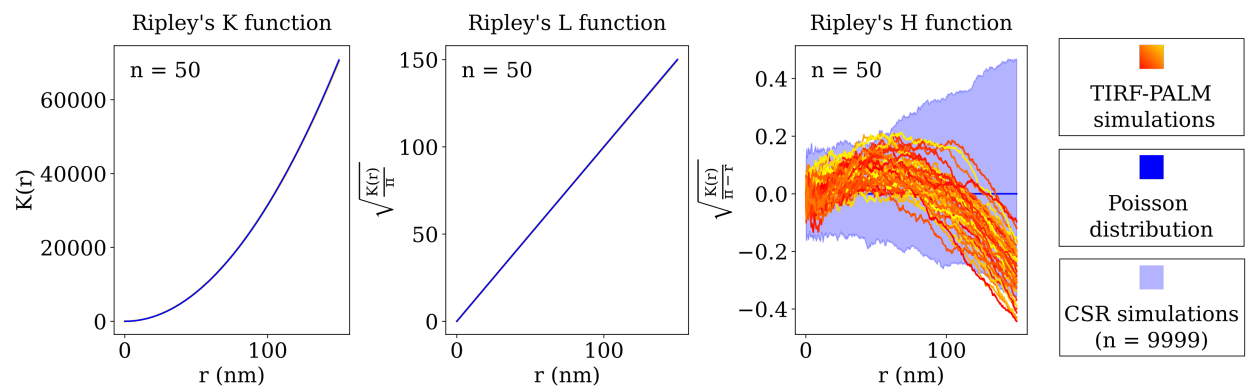 Ripley's K function
n = 50
K(r)
60000
40000
20000
0
0
100
r (nm)
Ripley's L function
n = 50
√K(r)/π
150
100
50
0
0
100
r (nm)
Ripley's H function
n = 50
√K(r)/π − r
0.4
0.2
0.0
−0.2
−0.4
0
100
r (nm)
TIRF-PALM
simulations
Poisson
distribution
CSR simulations
(n = 9999)